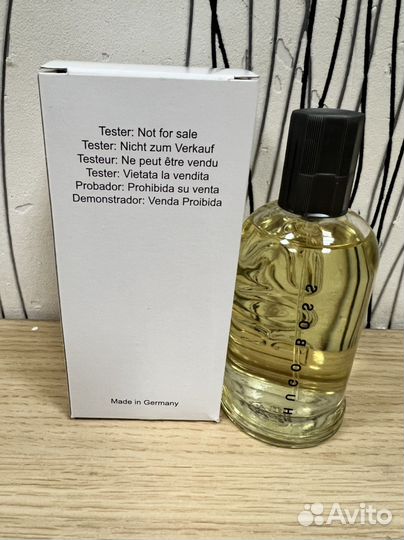 Tester: Not for sale
Tester: Nicht zum Verkauf
Testeur: Ne peut être vendu
Tester: Vietata la vendita
Probador: Prohibida su venta
Demonstrador: Venda Proibida
Made in Germany
HUGO BOSS
Avito